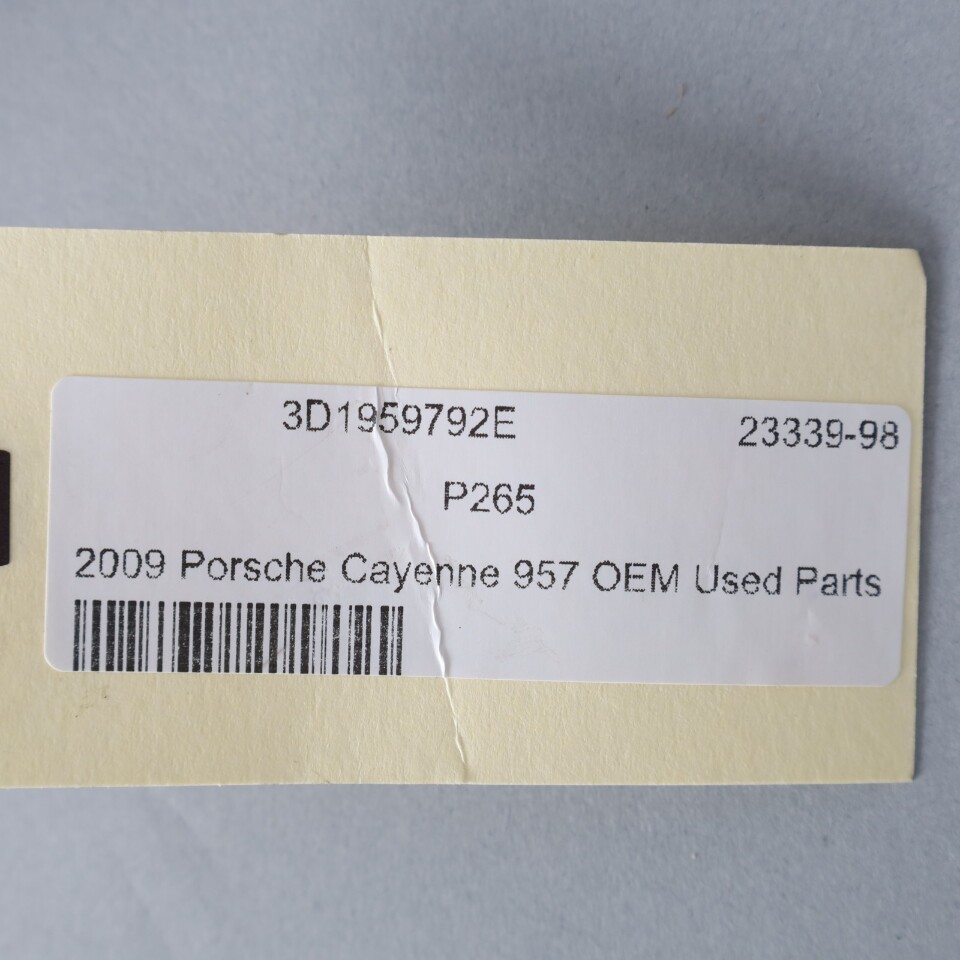 3D1959792E 23339-98
P265
2009 Porsche Cayenne 957 OEM Used Parts